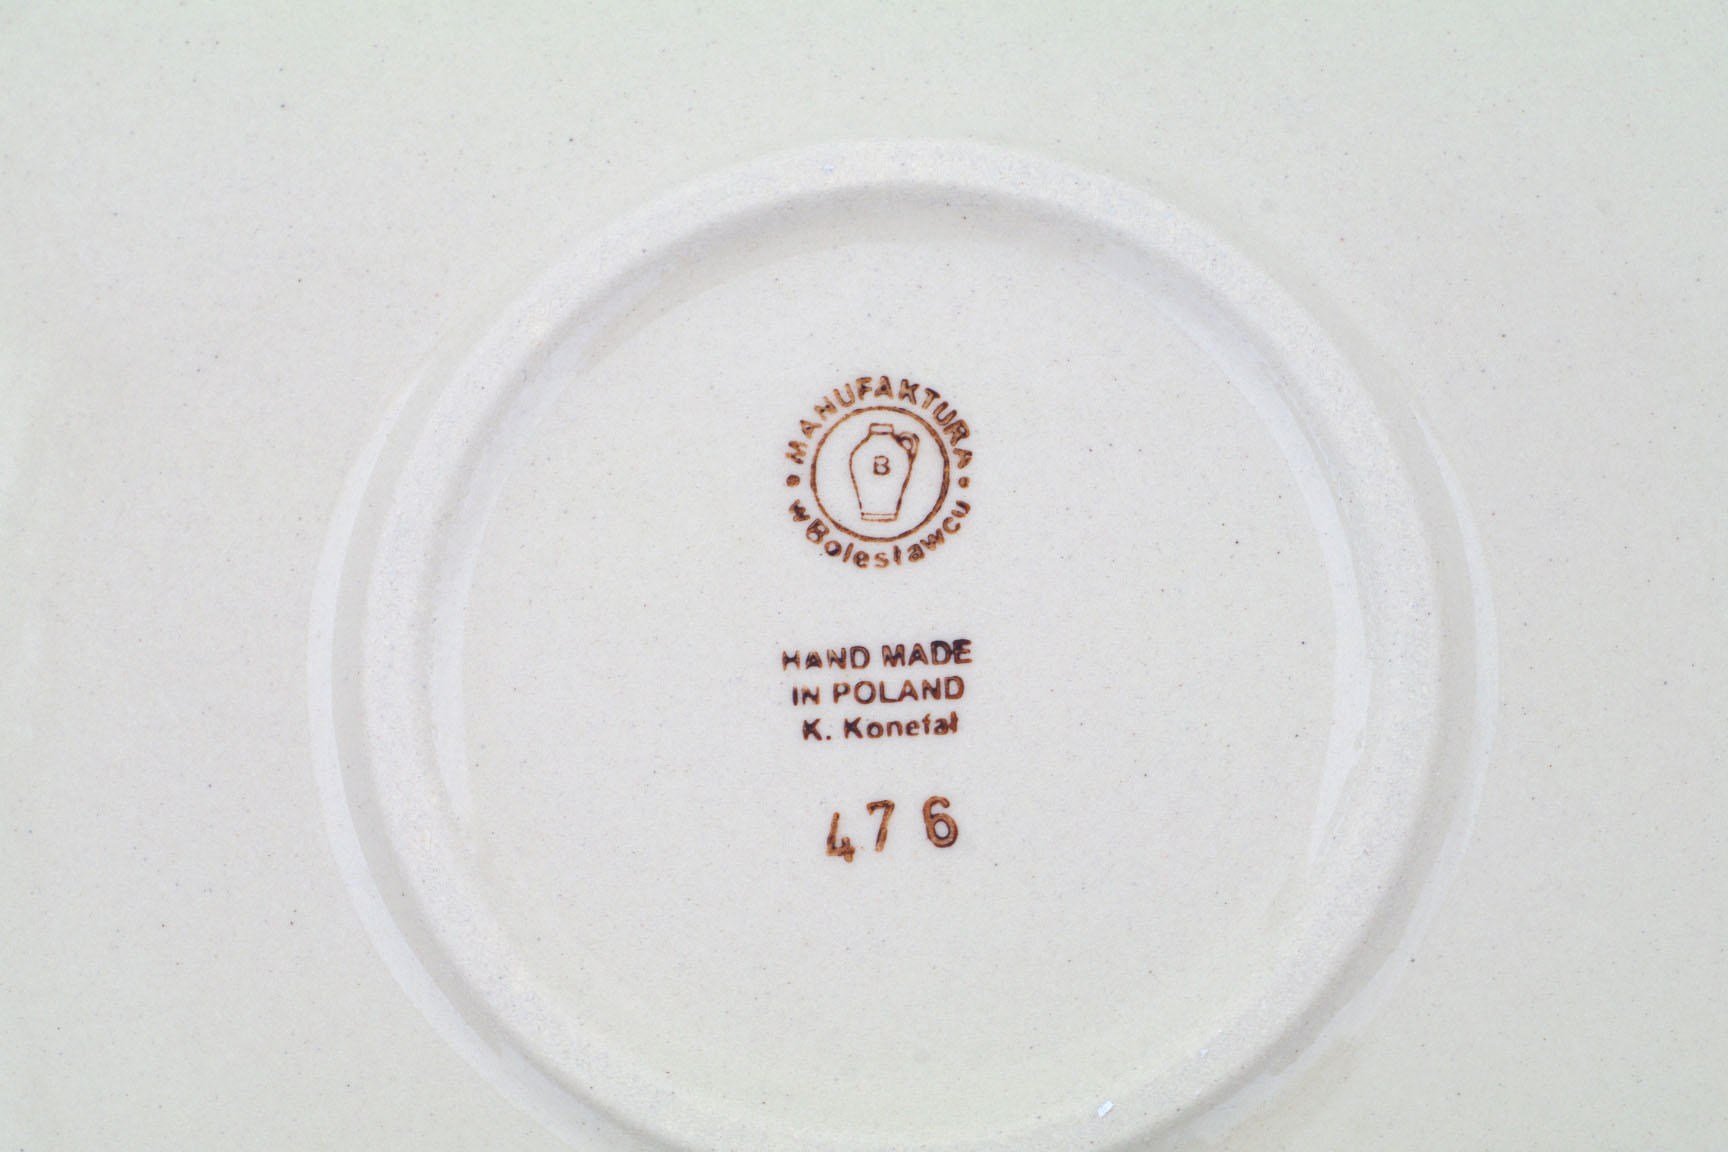 MANUFAKTURA
B
w Bolesławcu
HAND MADE
IN POLAND
K. Konefał
476